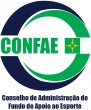 CONFAE
Conselho de Administração do
Fundo de Apoio ao Esporte